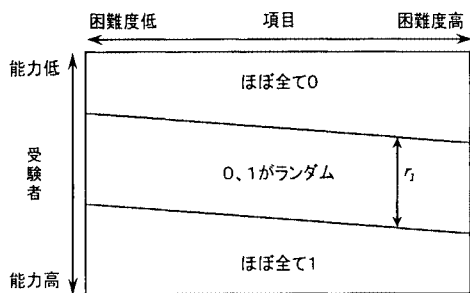 困難度低 項目 困難度高
能力低
ほぼ全て0
受験者
0、1がランダム
r₁
ほぼ全て1
能力高